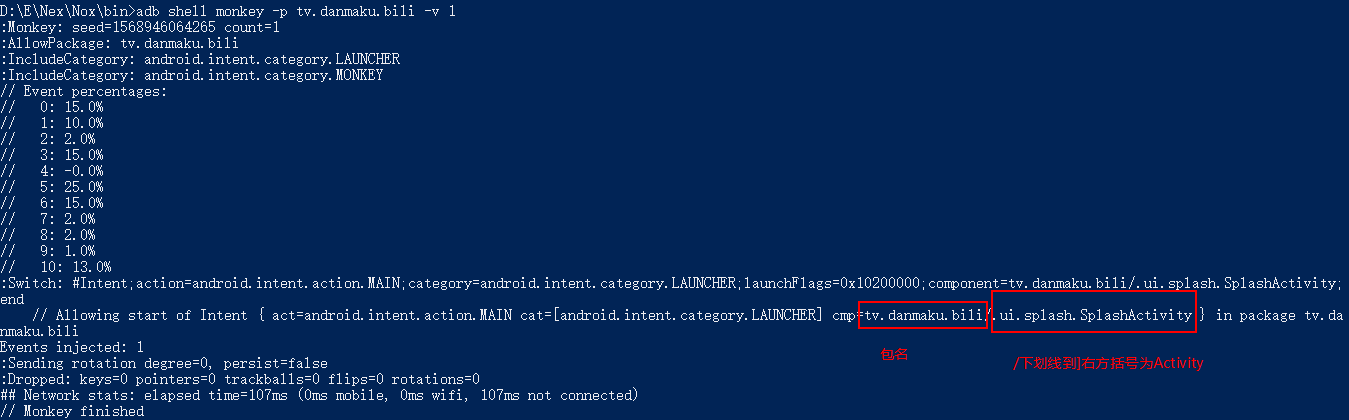 D:\E\Nex\Nox\bin>adb shell monkey -p tv.danmaku.bili -v 1
:Monkey: seed=1568946064265 count=1
:AllowPackage: tv.danmaku.bili
:IncludeCategory: android.intent.category.LAUNCHER
:IncludeCategory: android.intent.category.MONKEY
// Event percentages:
//   0: 15.0%
//   1: 10.0%
//   2: 2.0%
//   3: 15.0%
//   4: -0.0%
//   5: 25.0%
//   6: 15.0%
//   7: 2.0%
//   8: 2.0%
//   9: 1.0%
//   10: 13.0%
:Switch: #Intent;action=android.intent.action.MAIN;category=android.intent.category.LAUNCHER;launchFlags=0x10200000;component=tv.danmaku.bili/.ui.splash.SplashActivity;
end
    // Allowing start of Intent { act=android.intent.action.MAIN cat=[android.intent.category.LAUNCHER] cmp=tv.danmaku.bili/.ui.splash.SplashActivity } in package tv.da
nmaku.bili
Events injected: 1
包名
/下划线到]右方括号为Activity
:Sending rotation degree=0, persist=false
:Dropped: keys=0 pointers=0 trackballs=0 flips=0 rotations=0
## Network stats: elapsed time=107ms (0ms mobile, 0ms wifi, 107ms not connected)
// Monkey finished